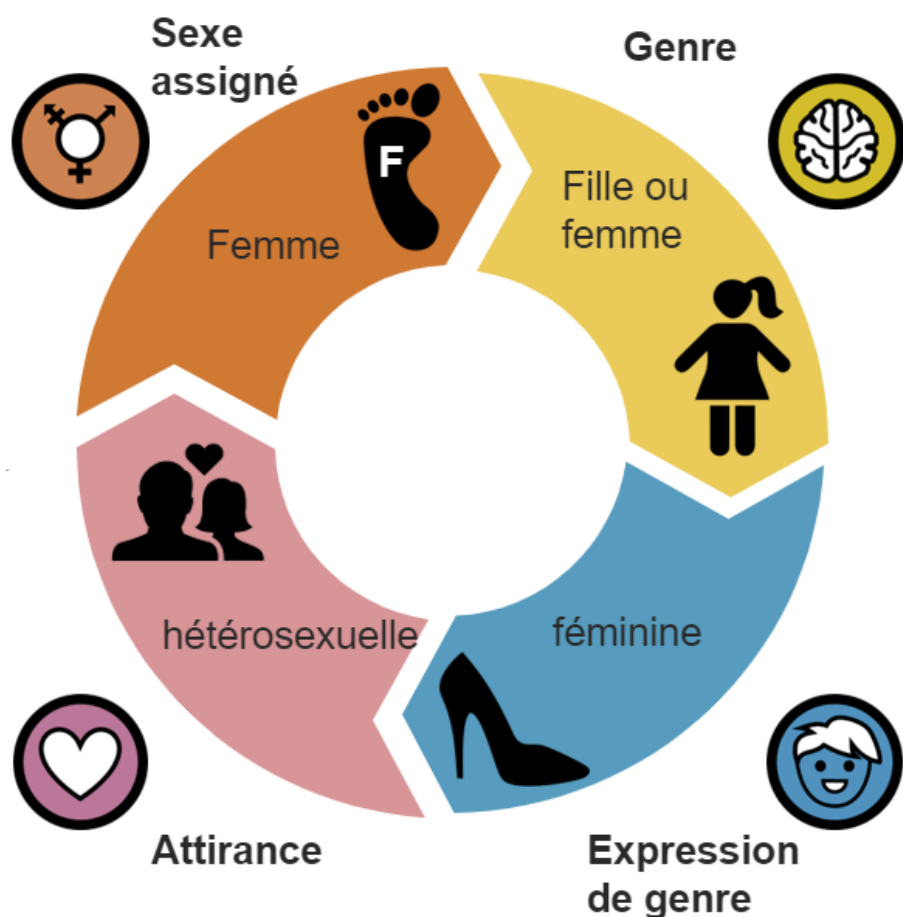 Sexe
assigné
Genre
F
Femme
Fille ou
femme
hétérosexuelle
féminine
Attirance
Expression
de genre